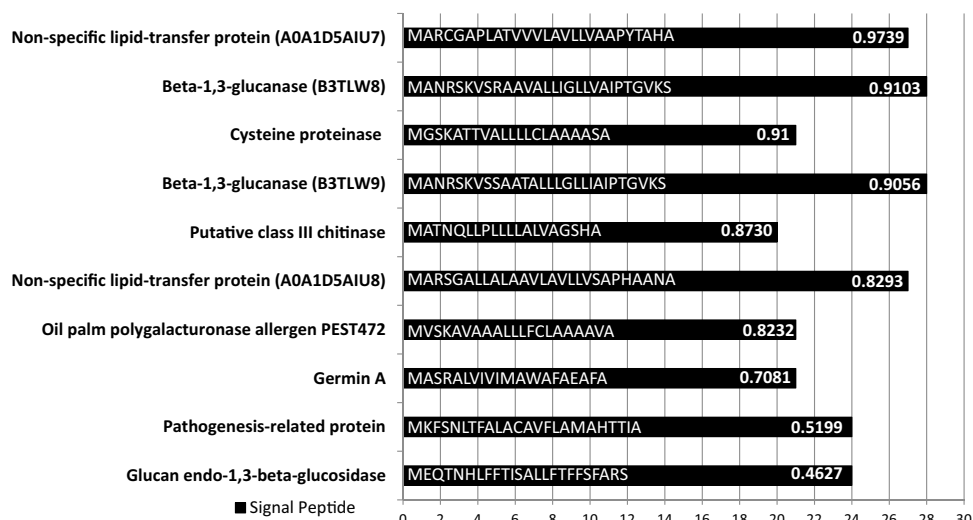 Non-specific lipid-transfer protein (A0A1D5AIU7) MARCGAPLATVVVLAVLLVAAPYTAHA 0.9739
Beta-1,3-glucanase (B3TLW8) MANRSKVSRAAVALLIGLLVAIPTGVKS 0.9103
Cysteine proteinase MGSKATTVALLLLCLAAAASA 0.91
Beta-1,3-glucanase (B3TLW9) MANRSKVSSAATALLLGLLIAIPTGVKS 0.9056
Putative class III chitinase MATNQLLPLLLLALVAGSHA 0.8730
Non-specific lipid-transfer protein (A0A1D5AIU8) MARSGALLALAAVLAVLLVSAPHAANA 0.8293
Oil palm polygalacturonase allergen PEST472 MVSKAVAAALLLFCLAAAAVA 0.8232
Germin A MASRALVIVIMAWAFAEAFA 0.7081
Pathogenesis-related protein MKFSNLTFALACAVFLAMAHTTIA 0.5199
Glucan endo-1,3-beta-glucosidase MEQTNHLFFTISALLFTFFSFARS 0.4627
Signal Peptide
0 2 4 6 8 10 12 14 16 18 20 22 24 26 28 30